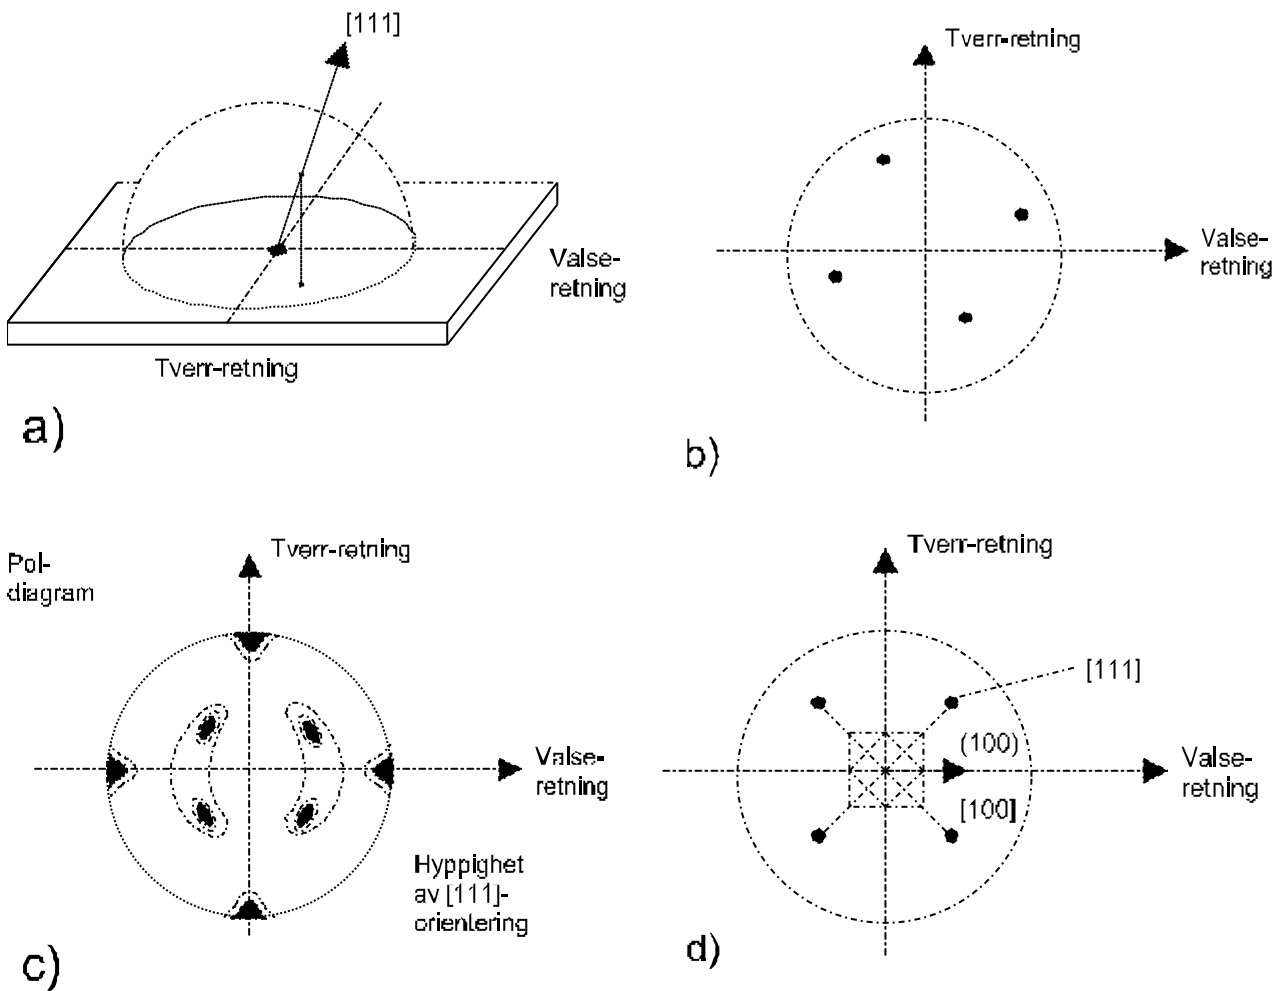 [111]
Valse-
retning
Tverr-retning
a)
Tverr-retning
Valse-
retning
b)
Pol-
diagram
Tverr-retning
Valse-
retning
Hyppighet
av [111]-
orientering
c)
Tverr-retning
[111]
(100)
Valse-
retning
[100]
d)